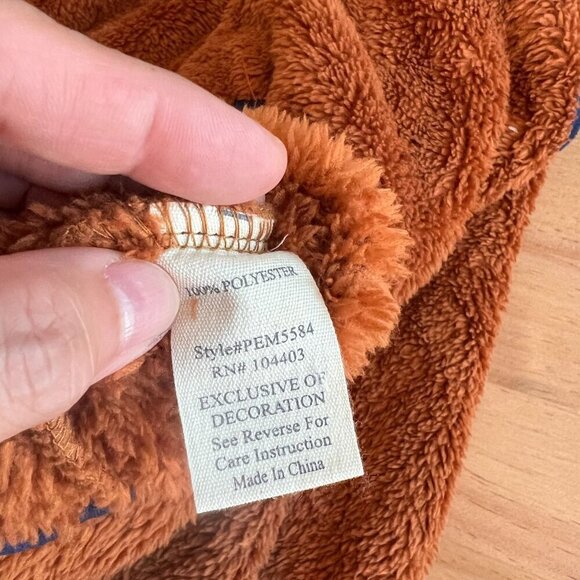 100% POLYESTER
Style#PEM5584
RN# 104403
EXCLUSIVE OF
DECORATION
See Reverse For
Care Instruction
Made In China